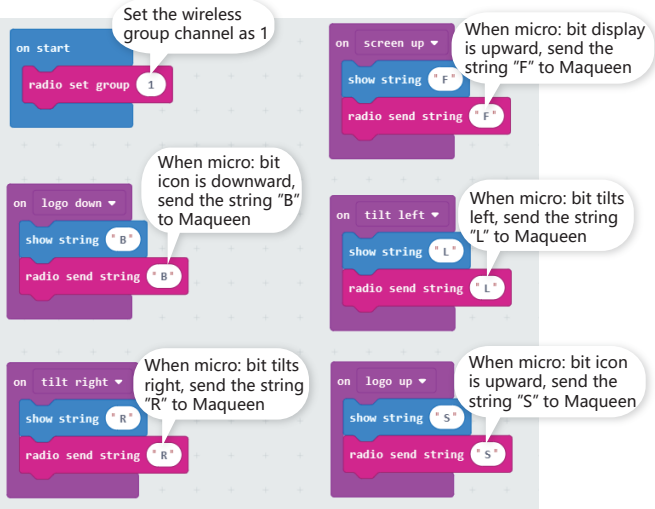 Set the wireless
group channel as 1
on start
radio set group 1
When micro: bit display
is upward, send the
string "F" to Maqueen
on screen up
show string "F"
radio send string "F"
When micro: bit
icon is downward,
send the string "B"
to Maqueen
on logo down
show string "B"
radio send string "B"
When micro: bit tilts
left, send the string
"L" to Maqueen
on tilt left
show string "L"
radio send string "L"
When micro: bit tilts
right, send the string
"R" to Maqueen
on tilt right
show string "R"
radio send string "R"
When micro: bit icon
is upward, send the
string "S" to Maqueen
on logo up
show string "S"
radio send string "S"